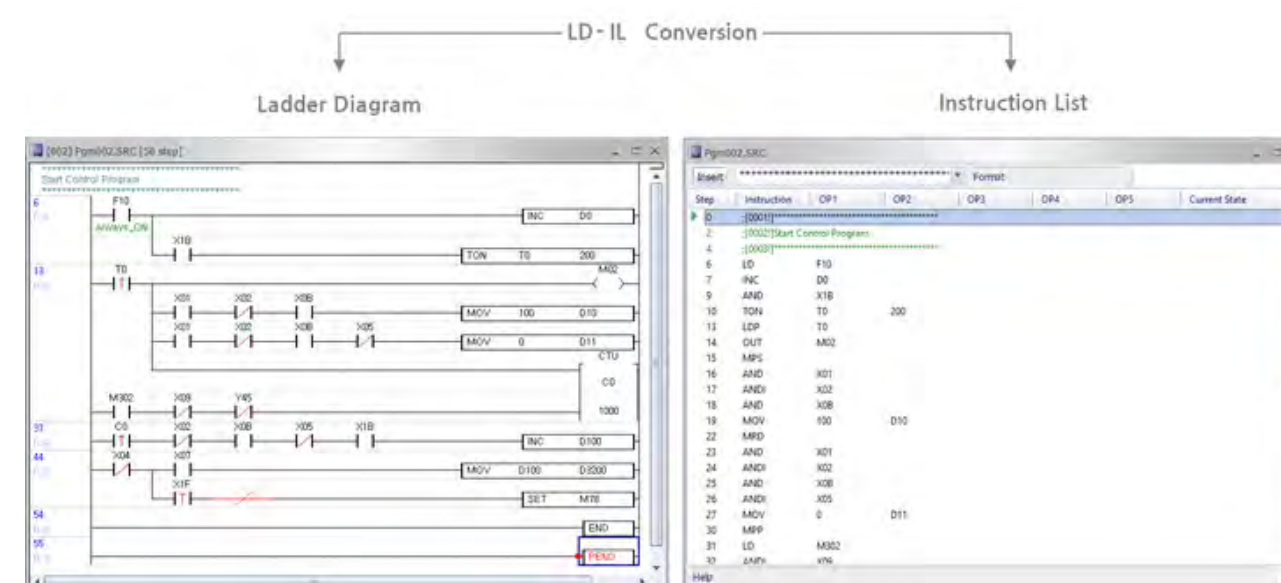 LD - IL Conversion
Ladder Diagram
Instruction List
[002] Pgm002.SRC [58 step]
Start Control Program
6
F10
INC D0
Always_ON
X1B
TON T0 200
13
T0
M02
X01 X02 X0B
MOV 100 D10
X01 X02 X0B X05
MOV 0 D11
CTU
C0
M302 X09 Y45
1000
31
C0 X02 X0B X05 X1B
INC D100
44
X04 X07
MOV D100 D3200
X1F
SET M78
54
END
55
PEND
Pgm002.SRC
Insert **************************************** Format
Step Instruction OP1 OP2 OP3 OP4 OP5 Current State
0 ;[0001!]****************************************
2 ;[0002!]Start Control Program
4 ;[0003!]****************************************
6 LD F10
7 INC D0
9 AND X1B
10 TON T0 200
13 LDP T0
14 OUT M02
15 MPS
16 AND X01
17 ANDI X02
18 AND X0B
19 MOV 100 D10
22 MRD
23 AND X01
24 ANDI X02
25 AND X0B
26 ANDI X05
27 MOV 0 D11
30 MPP
31 LD M302
32 ANDI X09
Help